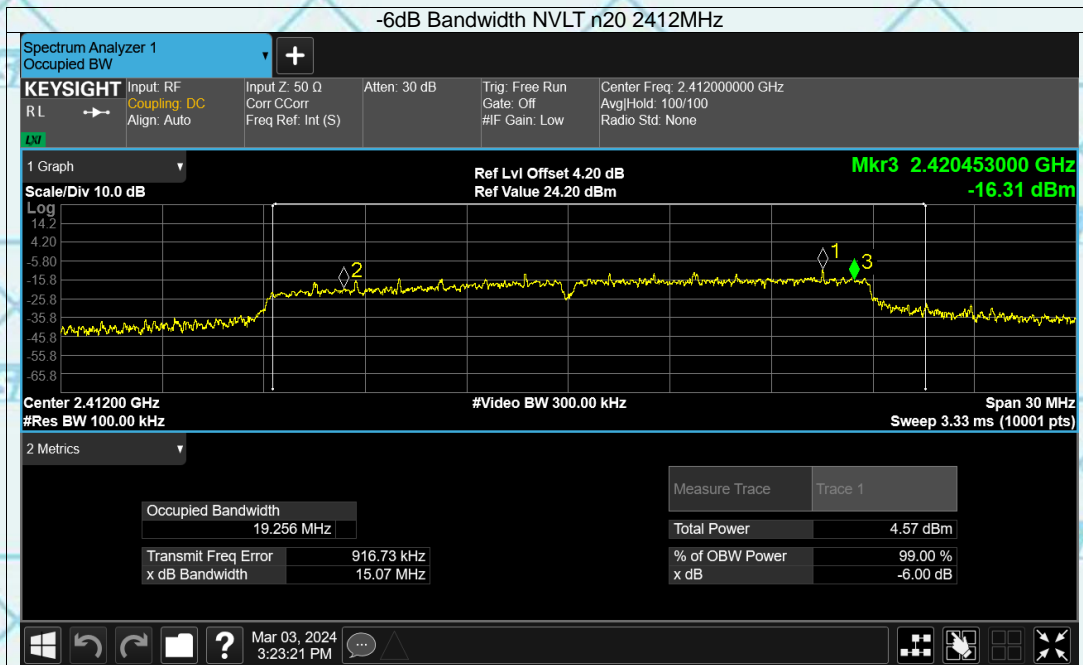 -6dB Bandwidth NVLT n20 2412MHz
Spectrum Analyzer 1
Occupied BW
+
KEYSIGHT
R L
LXI
Input: RF
Coupling: DC
Align: Auto
Input Z: 50 Ω
Corr CCorr
Freq Ref: Int (S)
Atten: 30 dB
Trig: Free Run
Gate: Off
#IF Gain: Low
Center Freq: 2.412000000 GHz
Avg|Hold: 100/100
Radio Std: None
1 Graph
Scale/Div 10.0 dB
Ref Lvl Offset 4.20 dB
Ref Value 24.20 dBm
Mkr3 2.420453000 GHz
-16.31 dBm
Log
14.2
4.20
-5.80
-15.8
-25.8
-35.8
-45.8
-55.8
-65.8
2
1
3
Center 2.41200 GHz
#Video BW 300.00 kHz
Span 30 MHz
#Res BW 100.00 kHz
Sweep 3.33 ms (10001 pts)
2 Metrics
Measure Trace Trace 1
Occupied Bandwidth
19.256 MHz
Total Power 4.57 dBm
Transmit Freq Error 916.73 kHz
% of OBW Power 99.00 %
x dB Bandwidth 15.07 MHz
x dB -6.00 dB
?
Mar 03, 2024
3:23:21 PM